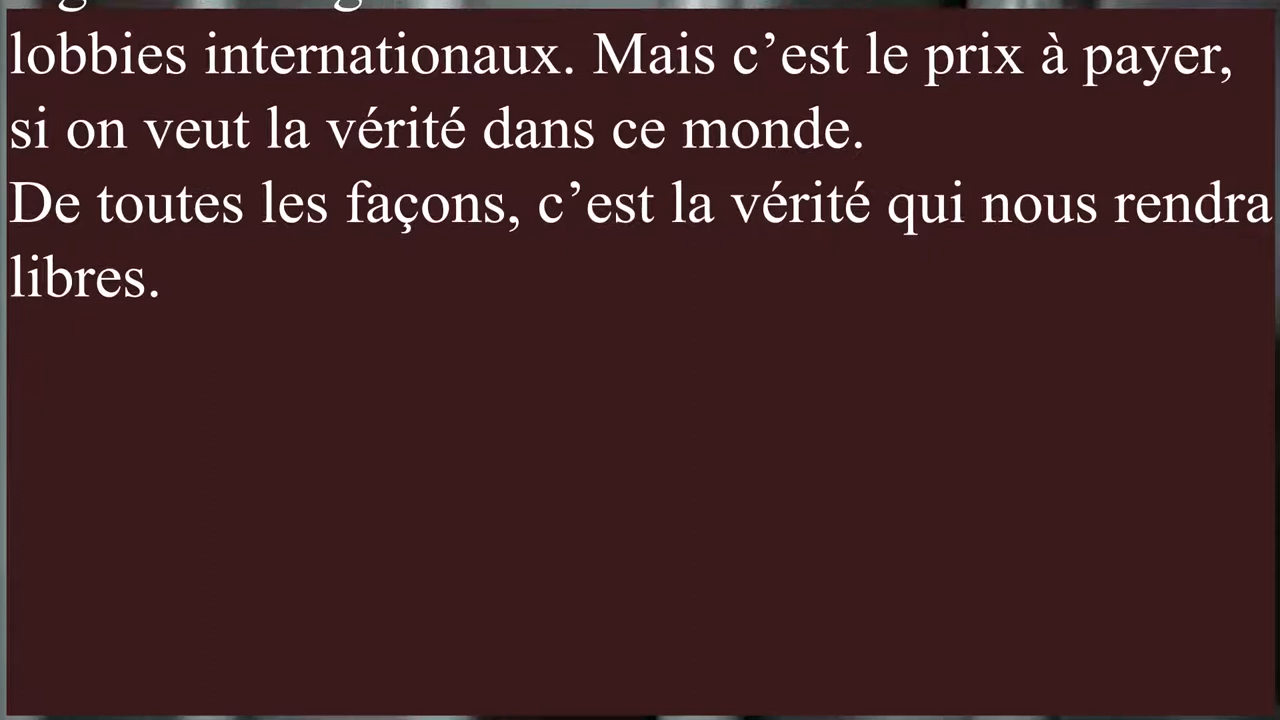 lobbies internationaux. Mais c’est le prix à payer,
si on veut la vérité dans ce monde.
De toutes les façons, c’est la vérité qui nous rendra
libres.